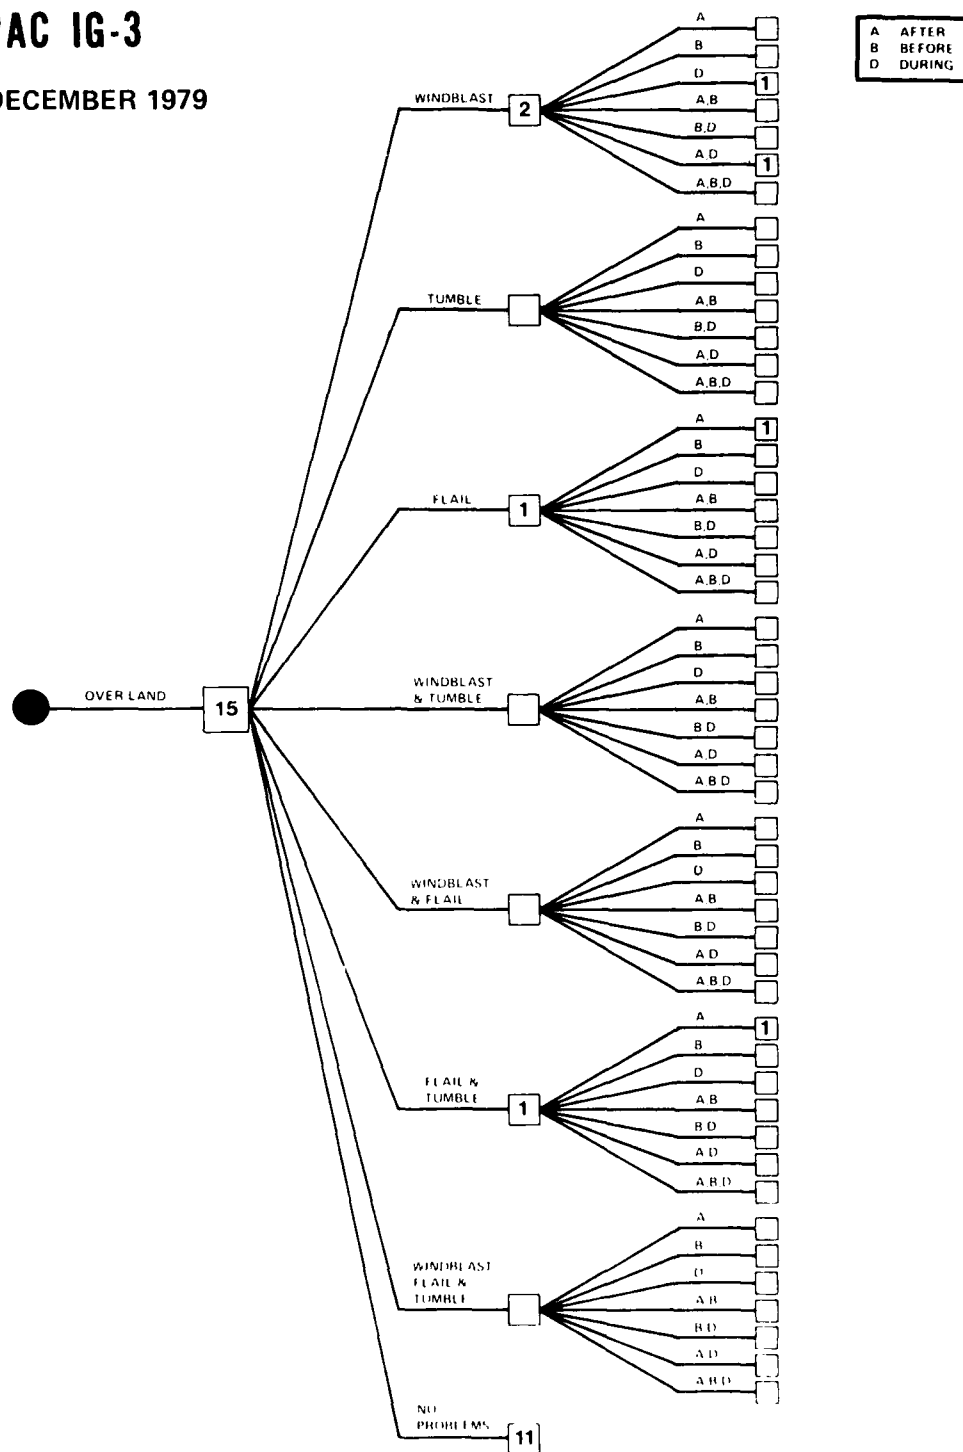 AC IG-3
DECEMBER 1979
A AFTER
B BEFORE
D DURING
OVER LAND
15
WINDBLAST
2
A
B
D 1
A,B
B,D
A,D 1
A,B,D
TUMBLE
A
B
D
A,B
B,D
A,D
A,B,D
FLAIL
1
A 1
B
D
A,B
B,D
A,D
A,B,D
WINDBLAST
& TUMBLE
A
B
D
A,B
B D
A,D
A B D
WINDBLAST
& FLAIL
A
B
D
A B
B D
A D
A B D
FLAIL &
TUMBLE
1
A 1
B
D
A B
B D
A D
A,B,D
WINDBLAST
FLAIL &
TUMBLE
A
B
D
A B
B D
A D
A B D
NO
PROBLEMS
11